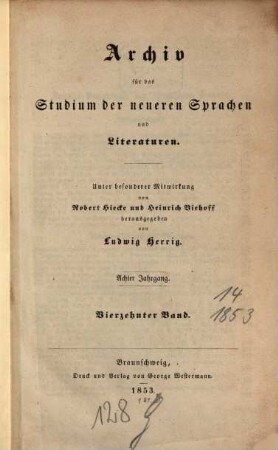 Archiv
für das
Studium der neueren Sprachen
und
Literaturen.
Unter besonderer Mitwirkung
von
Robert Hiecke und Heinrich Viehoff
herausgegeben
von
Ludwig Herrig.
Achter Jahrgang.
14
1853
Vierzehnter Band.
Braunschweig,
Druck und Verlag von George Westermann.
1853.
128